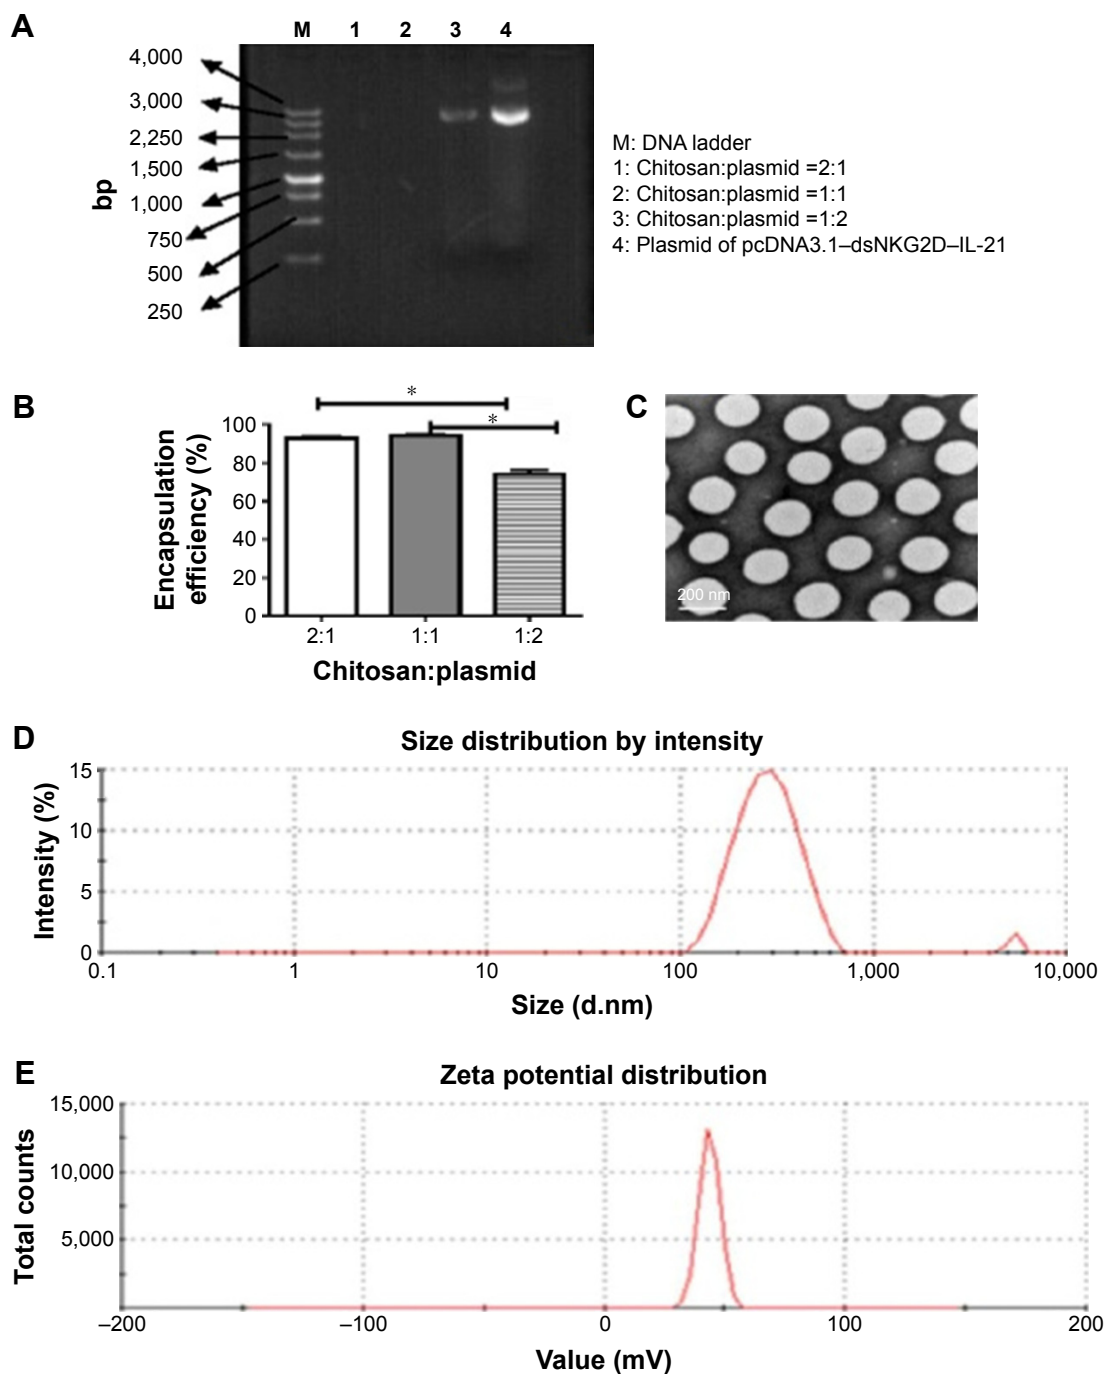 A
M 1 2 3 4
4,000
3,000
2,250
1,500
1,000
750
500
250
bp
M: DNA ladder
1: Chitosan:plasmid =2:1
2: Chitosan:plasmid =1:1
3: Chitosan:plasmid =1:2
4: Plasmid of pcDNA3.1–dsNKG2D–IL-21
B
*
*
100
80
60
40
20
0
Encapsulation
efficiency (%)
2:1 1:1 1:2
Chitosan:plasmid
C
200 nm
D
Size distribution by intensity
15
10
5
0
Intensity (%)
0.1 1 10 100 1,000 10,000
Size (d.nm)
E
Zeta potential distribution
15,000
10,000
5,000
Total counts
–200 –100 0 100 200
Value (mV)